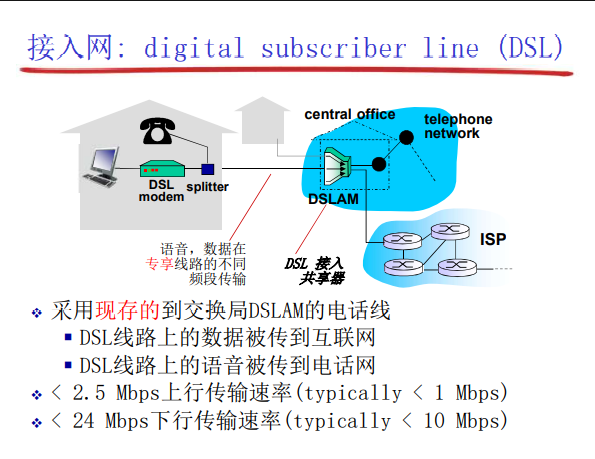 接入网: digital subscriber line (DSL)
central office
telephone
network
DSL
modem
splitter
DSLAM
ISP
语音，数据在
专享线路的不同
频段传输
DSL 接入
共享器
采用现存的到交换局DSLAM的电话线
DSL线路上的数据被传到互联网
DSL线路上的语音被传到电话网
< 2.5 Mbps上行传输速率(typically < 1 Mbps)
< 24 Mbps下行传输速率(typically < 10 Mbps)